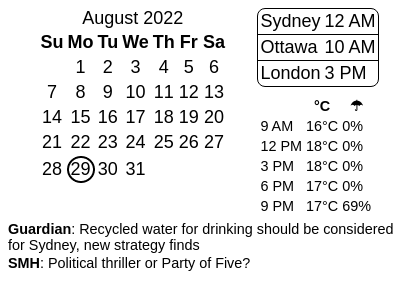 August 2022
Su Mo Tu We Th Fr Sa
1 2 3 4 5 6
7 8 9 10 11 12 13
14 15 16 17 18 19 20
21 22 23 24 25 26 27
28 29 30 31
Sydney 12 AM
Ottawa 10 AM
London 3 PM
°C ☂
9 AM 16°C 0%
12 PM 18°C 0%
3 PM 18°C 0%
6 PM 17°C 0%
9 PM 17°C 69%
Guardian: Recycled water for drinking should be considered
for Sydney, new strategy finds
SMH: Political thriller or Party of Five?